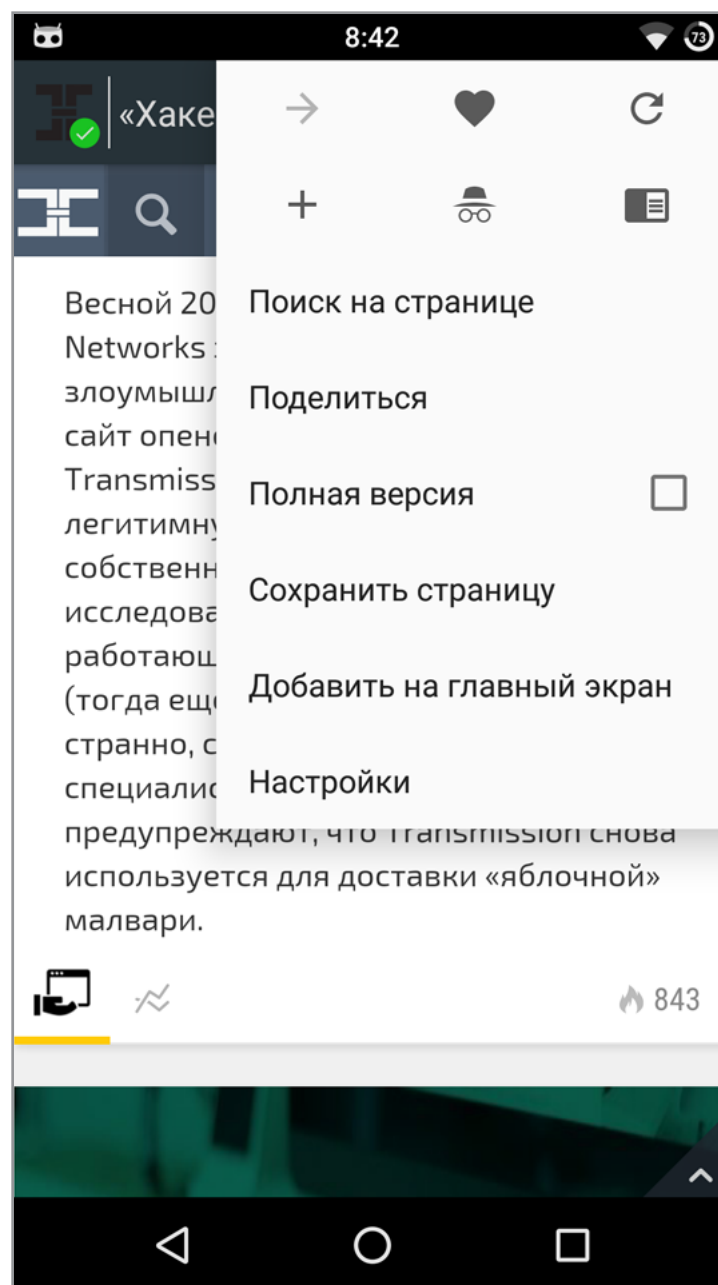 8:42
73
«Хаке
Поиск на странице
Поделиться
Полная версия
Сохранить страницу
Добавить на главный экран
Настройки
Весной 20
Networks
злоумышл
сайт опен
Transmiss
легитимну
собственн
исследова
работающ
(тогда ещ
странно, с
специалис
предупреждают, что Transmission снова
используется для доставки «яблочной»
малвари.
843